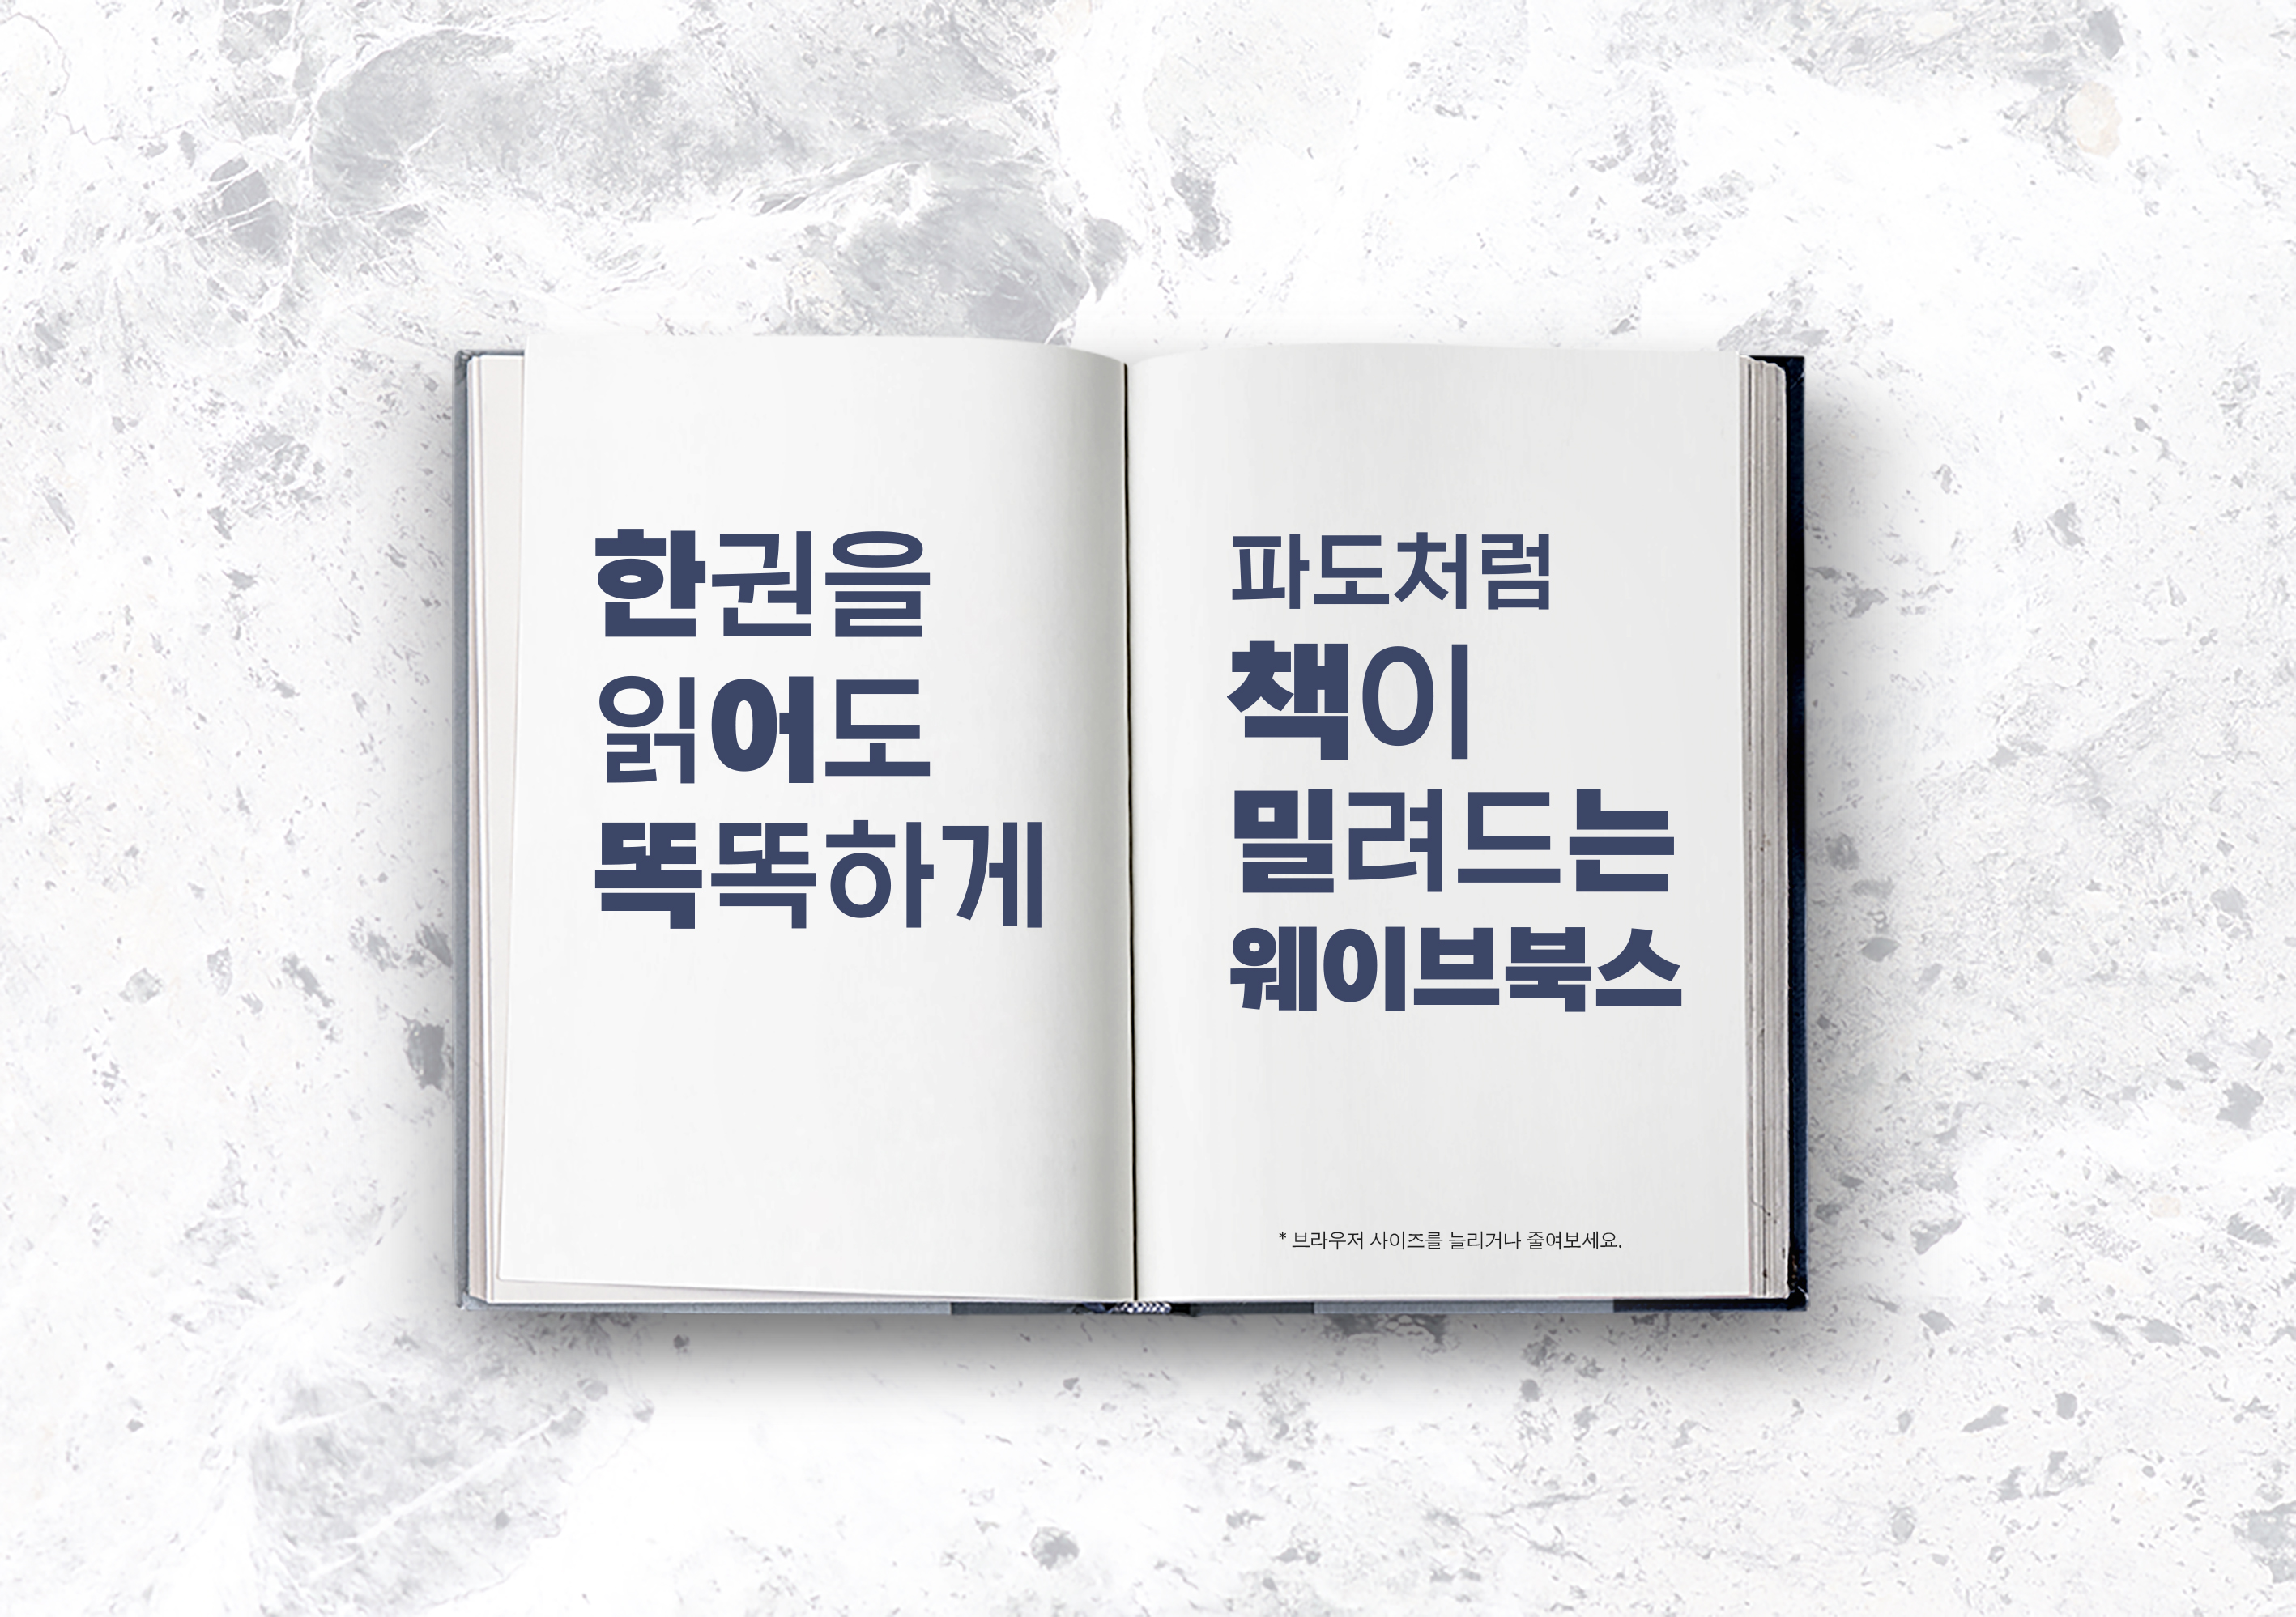 한권을
읽어도
똑똑하게
파도처럼
책이
밀려드는
웨이브북스
* 브라우저 사이즈를 늘리거나 줄여보세요.